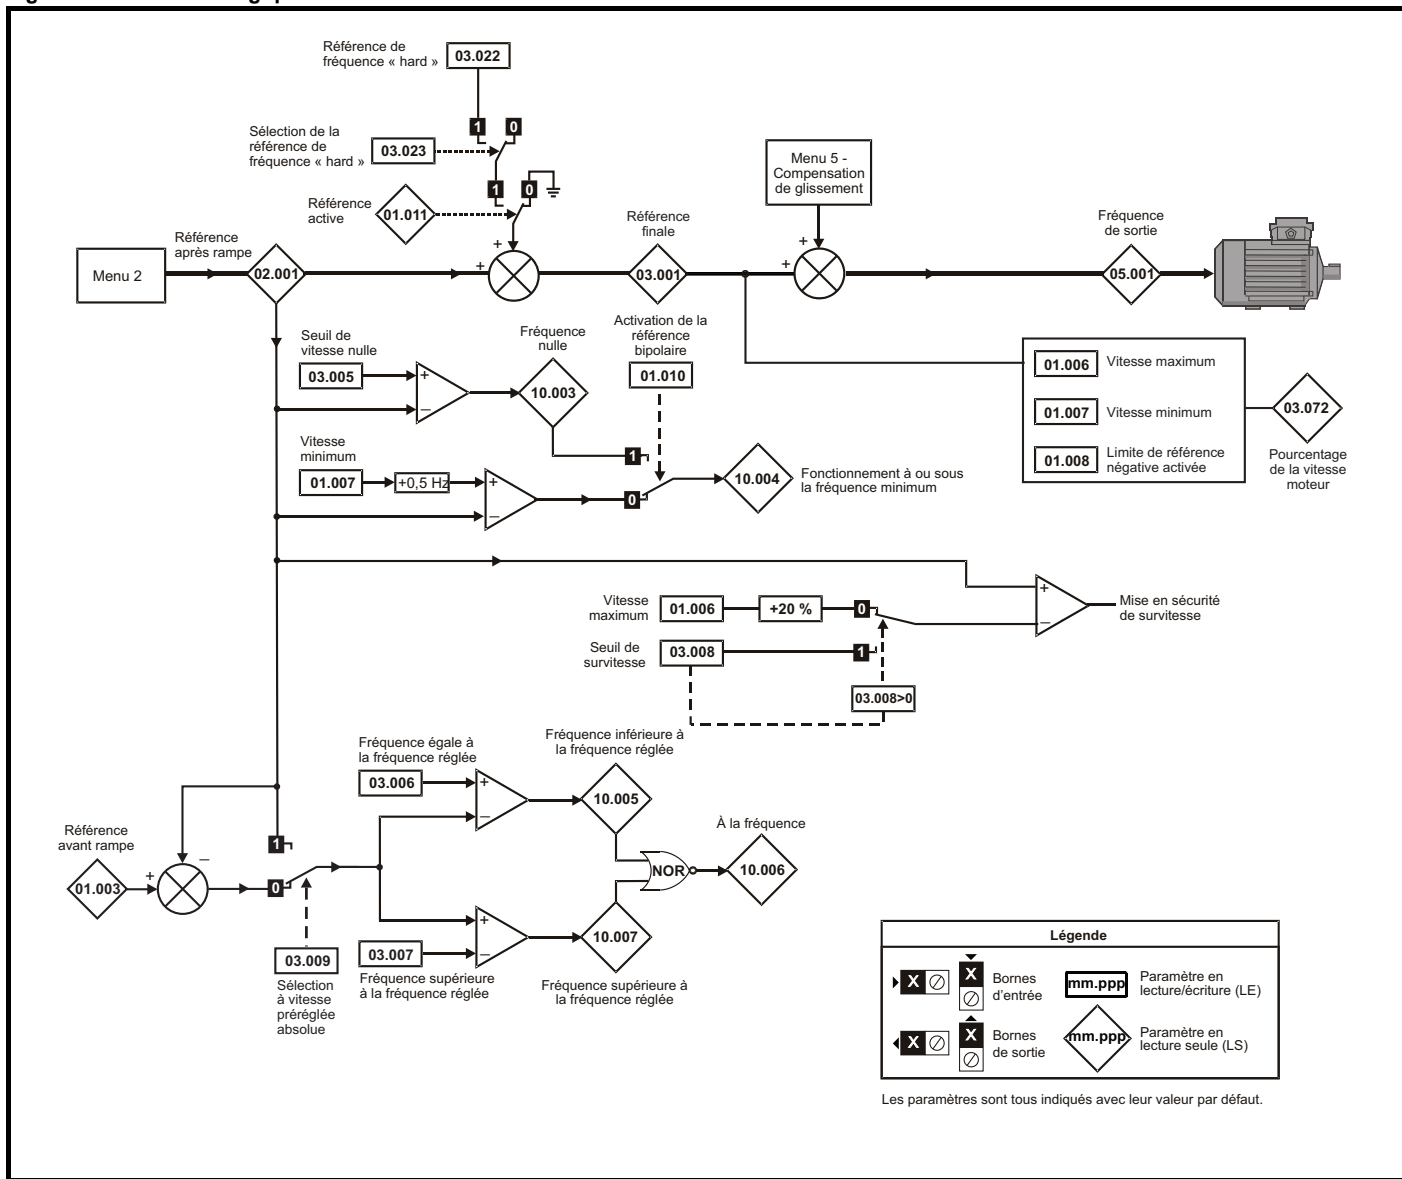 Référence de
fréquence « hard »
03.022
1
0
Sélection de la
référence de
fréquence « hard »
03.023
1
0
Référence
active
01.011
Menu 5 -
Compensation
de glissement
Référence
après rampe
Menu 2
02.001
+
+
Référence
finale
03.001
+
+
Fréquence
de sortie
05.001
Seuil de
vitesse nulle
03.005
+
–
Fréquence
nulle
10.003
Activation de la
référence
bipolaire
01.010
01.006
Vitesse maximum
01.007
Vitesse minimum
01.008
Limite de référence
négative activée
03.072
Pourcentage
de la vitesse
moteur
Vitesse
minimum
01.007
+0,5 Hz
+
–
1
0
10.004
Fonctionnement à ou sous
la fréquence minimum
Vitesse
maximum
01.006
+20 %
0
Seuil de
survitesse
03.008
1
03.008>0
+
–
Mise en sécurité
de survitesse
Fréquence égale à
la fréquence réglée
03.006
+
–
Fréquence inférieure à
la fréquence réglée
10.005
Référence
avant rampe
01.003
+
–
1
0
03.009
Sélection
à vitesse
préréglée
absolue
NOR
À la fréquence
10.006
03.007
+
–
Fréquence supérieure
à la fréquence réglée
10.007
Fréquence supérieure à
la fréquence réglée
Légende
X
X
Bornes
d’entrée
mm.ppp
Paramètre en
lecture/écriture (LE)
X
X
Bornes
de sortie
mm.ppp
Paramètre en
lecture seule (LS)
Les paramètres sont tous indiqués avec leur valeur par défaut.